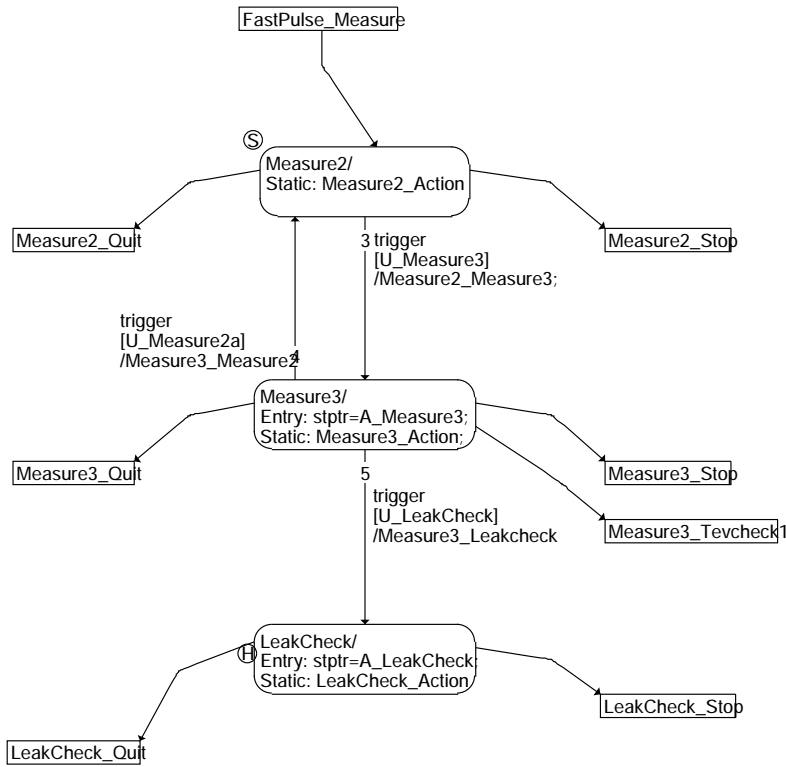 FastPulse_Measure
S
Measure2/
Static: Measure2_Action
Measure2_Quit
3
trigger
[U_Measure3]
/Measure2_Measure3;
Measure2_Stop
trigger
[U_Measure2a]
/Measure3_Measure2
4
Measure3/
Entry: stptr=A_Measure3;
Static: Measure3_Action;
Measure3_Quit
5
trigger
[U_LeakCheck]
/Measure3_Leakcheck
Measure3_Stop
Measure3_Tevcheck1
H
LeakCheck/
Entry: stptr=A_LeakCheck;
Static: LeakCheck_Action
LeakCheck_Stop
LeakCheck_Quit